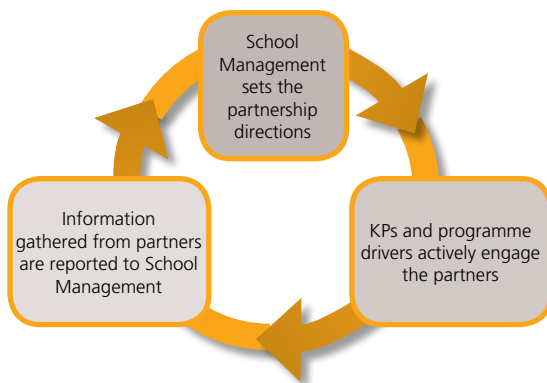 School
Management
sets the
partnership
directions
KPs and programme
drivers actively engage
the partners
Information
gathered from partners
are reported to School
Management